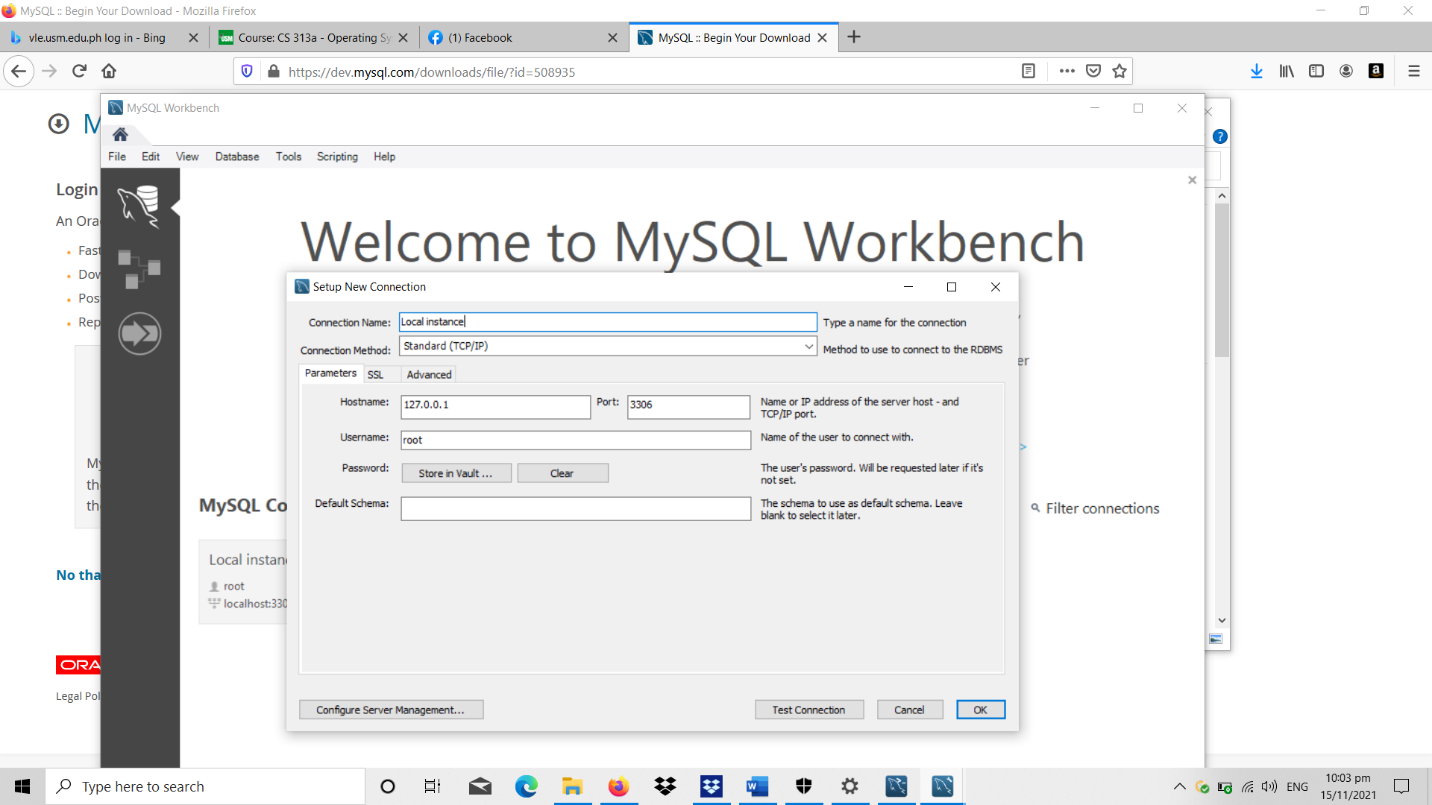 MySQL :: Begin Your Download - Mozilla Firefox
vle.usm.edu.ph log in - Bing
USM Course: CS 313a - Operating Sy
(1) Facebook
MySQL :: Begin Your Download
https://dev.mysql.com/downloads/file/?id=508935
M
MySQL Workbench
File Edit View Database Tools Scripting Help
Login
An Ora
Fast
Dow
Pos
Rep
Welcome to MySQL Workbench
Setup New Connection
Connection Name: Local instance Type a name for the connection
Connection Method: Standard (TCP/IP) Method to use to connect to the RDBMS
er
Parameters SSL Advanced
Hostname: 127.0.0.1 Port: 3306 Name or IP address of the server host - and
TCP/IP port.
Username: root Name of the user to connect with.
>
Password: Store in Vault ... Clear The user's password. Will be requested later if it's
not set.
My
the
the
Default Schema: The schema to use as default schema. Leave
blank to select it later.
MySQL Co
Filter connections
Local instan
root
localhost:330
No tha
ORA
Legal Pol
Configure Server Management... Test Connection Cancel OK
Type here to search
ENG
10:03 pm
15/11/2021